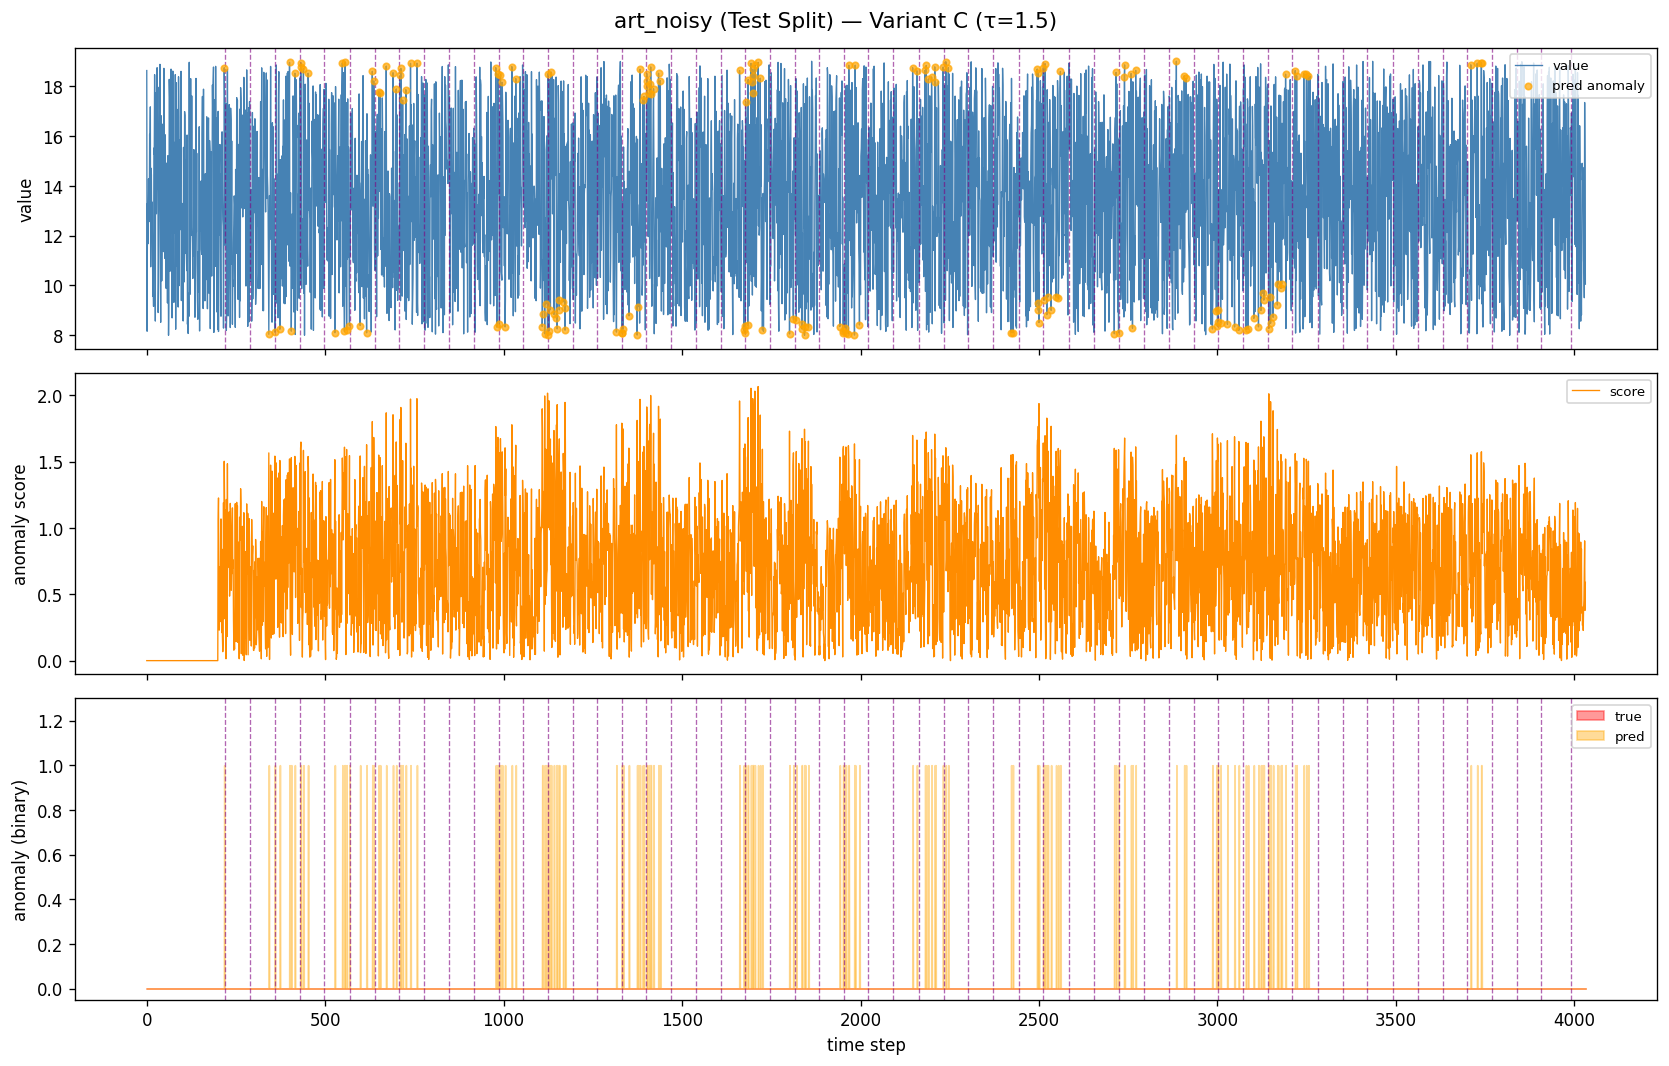 art_noisy (Test Split) — Variant C (τ=1.5)
value
pred anomaly
18
16
14
12
10
8
value
score
2.0
1.5
1.0
0.5
0.0
anomaly score
true
pred
1.2
1.0
0.8
0.6
0.4
0.2
0.0
anomaly (binary)
0 500 1000 1500 2000 2500 3000 3500 4000
time step